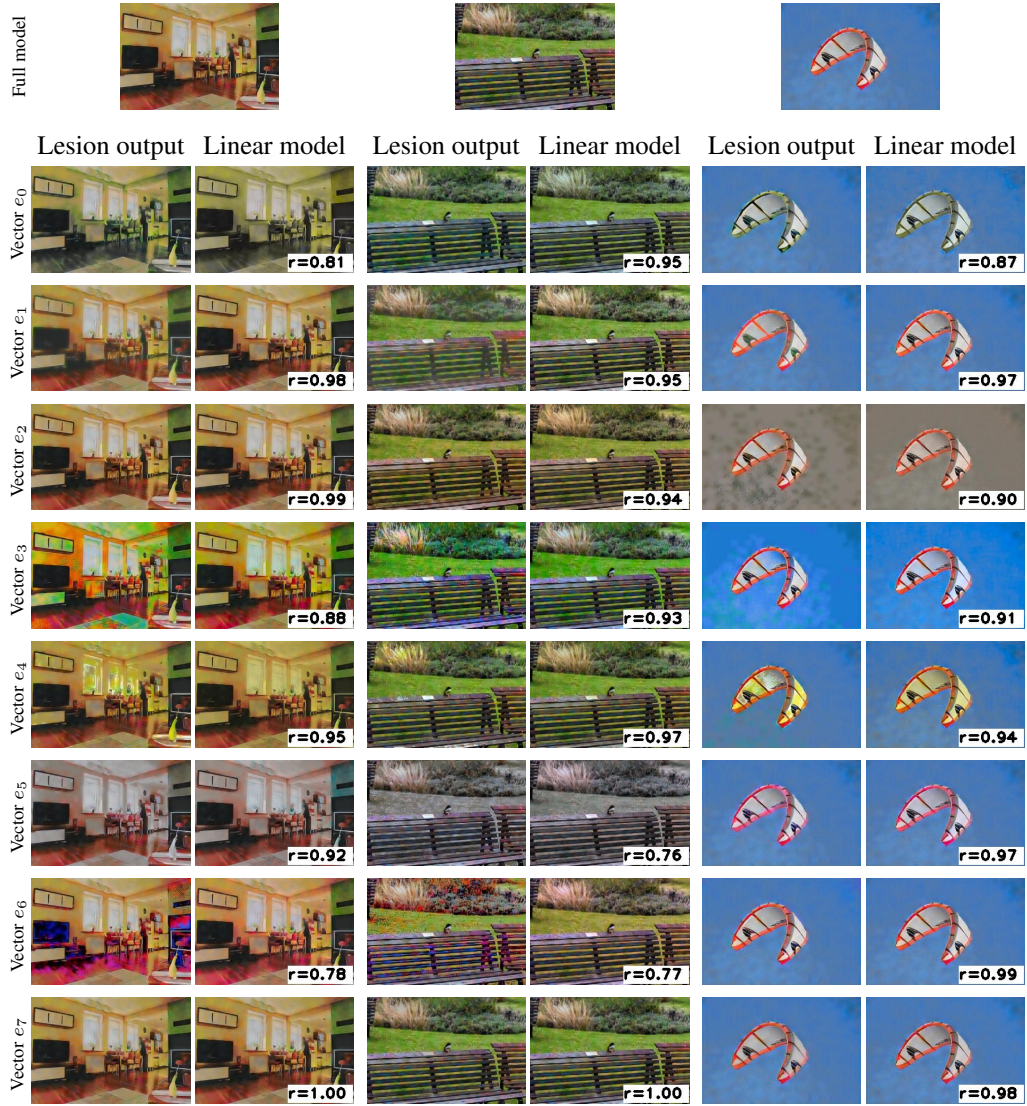 Full model
Lesion output Linear model Lesion output Linear model Lesion output Linear model
Vector e₀ r=0.81 r=0.95 r=0.87
Vector e₁ r=0.98 r=0.95 r=0.97
Vector e₂ r=0.99 r=0.94 r=0.90
Vector e₃ r=0.88 r=0.93 r=0.91
Vector e₄ r=0.95 r=0.97 r=0.94
Vector e₅ r=0.92 r=0.76 r=0.97
Vector e₆ r=0.78 r=0.77 r=0.99
Vector e₇ r=1.00 r=1.00 r=0.98